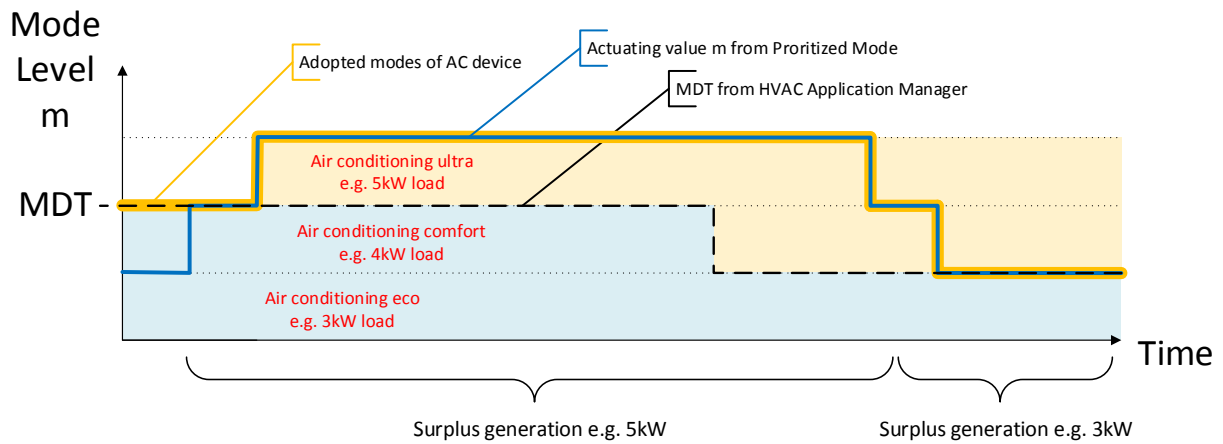 Mode
Level
m
Adopted modes of AC device
Actuating value m from Proritized Mode
MDT from HVAC Application Manager
Air conditioning ultra
e.g. 5kW load
MDT
Air conditioning comfort
e.g. 4kW load
Air conditioning eco
e.g. 3kW load
Time
Surplus generation e.g. 5kW
Surplus generation e.g. 3kW